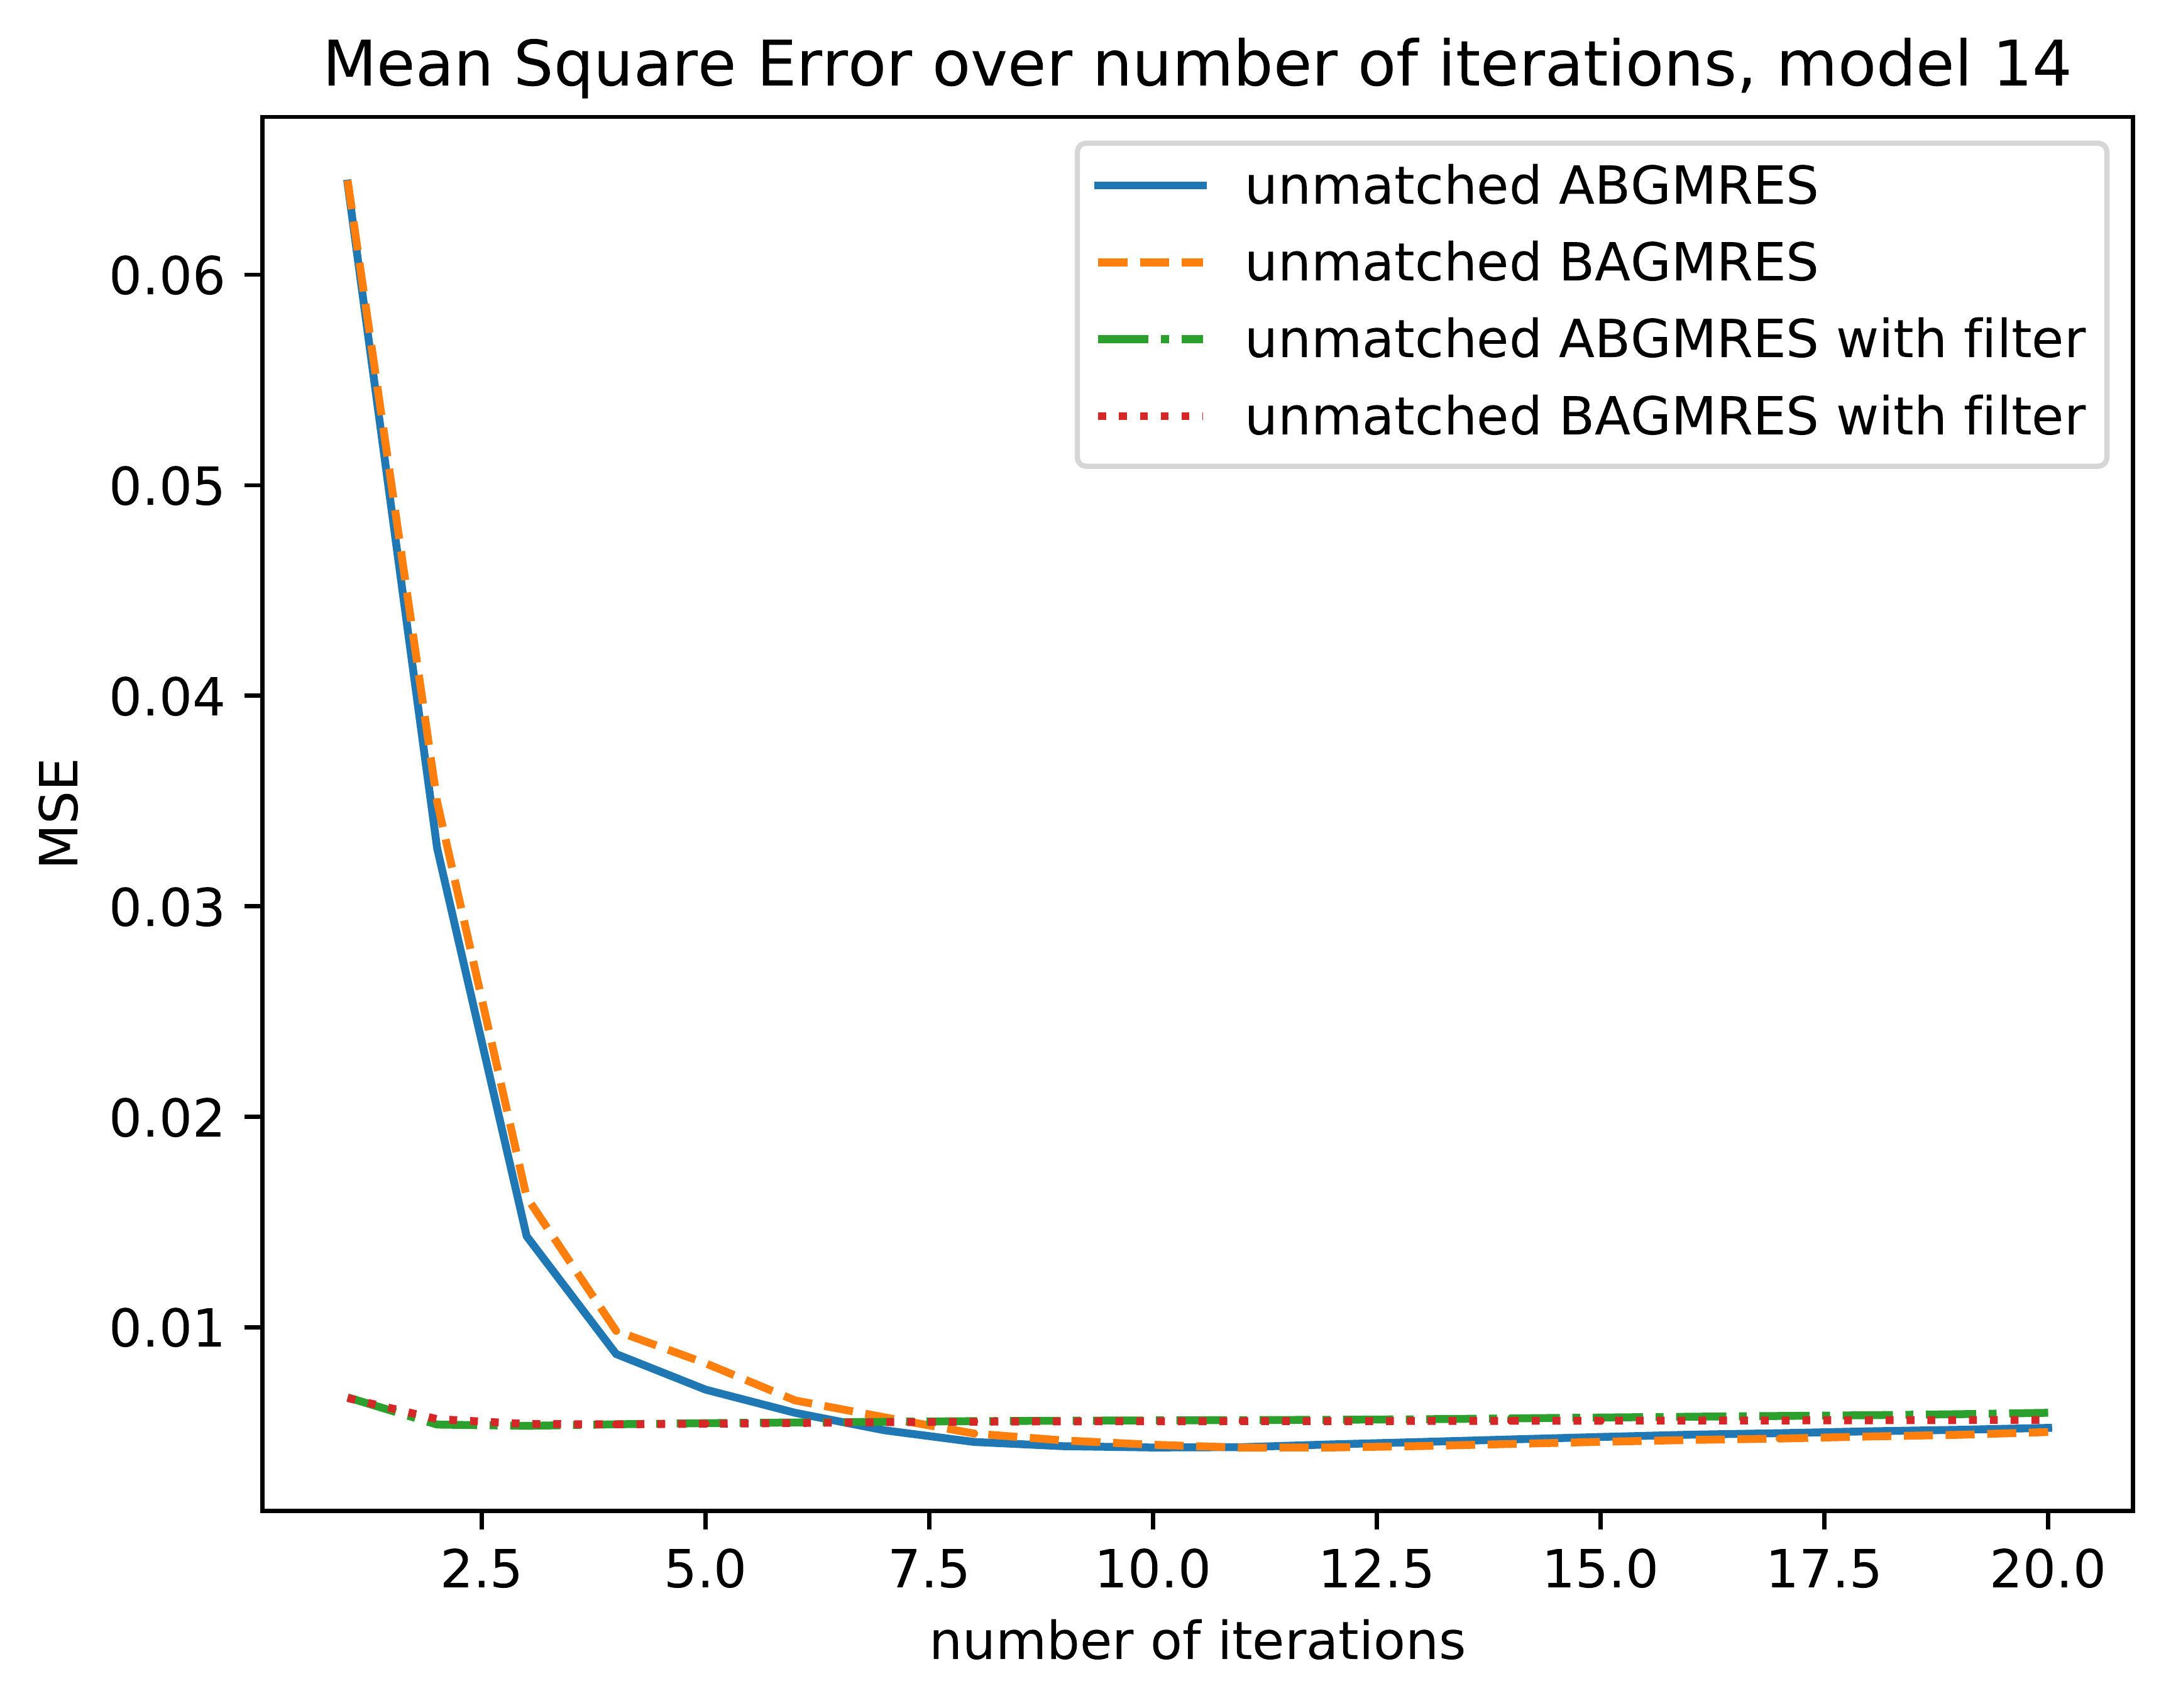 Mean Square Error over number of iterations, model 14
unmatched ABGMRES
unmatched BAGMRES
unmatched ABGMRES with filter
unmatched BAGMRES with filter
0.06
0.05
0.04
0.03
0.02
0.01
MSE
2.5 5.0 7.5 10.0 12.5 15.0 17.5 20.0
number of iterations